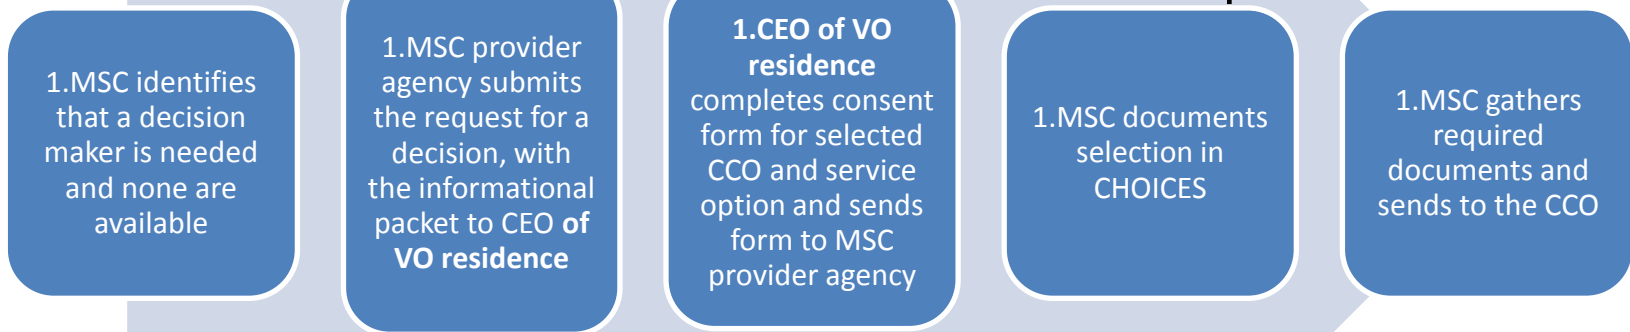 1.MSC identifies
that a decision
maker is needed
and none are
available
1.MSC provider
agency submits
the request for a
decision, with
the informational
packet to CEO of
VO residence
1.CEO of VO
residence
completes consent
form for selected
CCO and service
option and sends
form to MSC
provider agency
1.MSC documents
selection in
CHOICES
1.MSC gathers
required
documents and
sends to the CCO